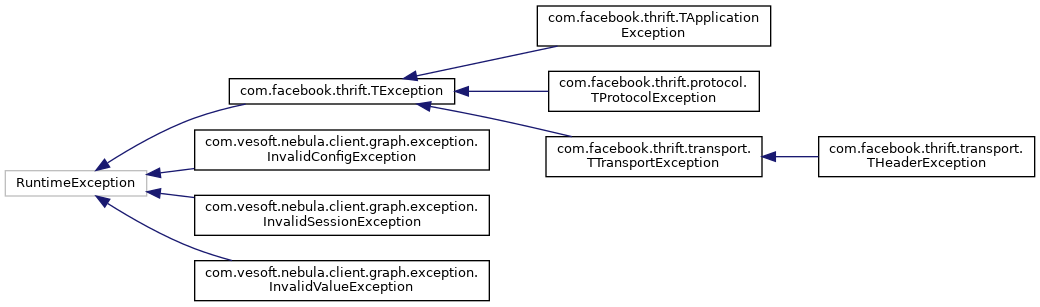 com.facebook.thrift.TApplication
Exception
com.facebook.thrift.protocol.
TProtocolException
com.facebook.thrift.TException
com.vesoft.nebula.client.graph.exception.
InvalidConfigException
com.facebook.thrift.transport.
TTransportException
com.facebook.thrift.transport.
THeaderException
RuntimeException
com.vesoft.nebula.client.graph.exception.
InvalidSessionException
com.vesoft.nebula.client.graph.exception.
InvalidValueException